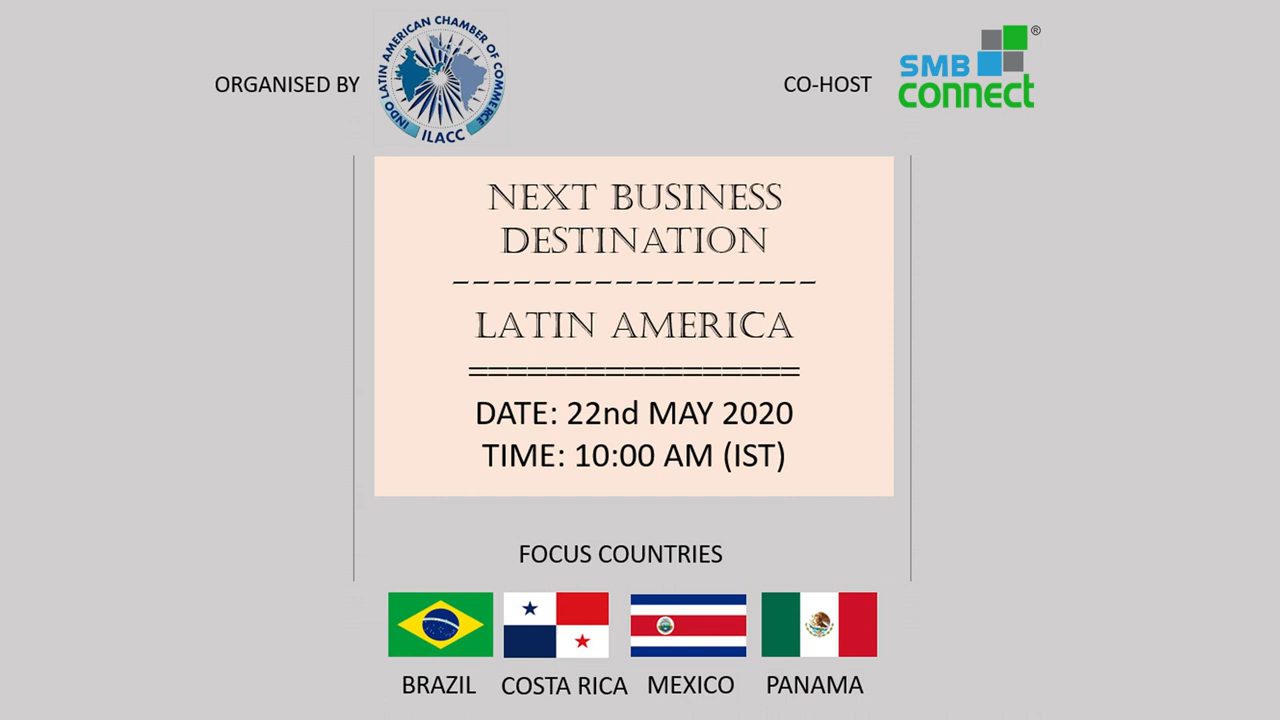 ORGANISED BY
INDO LATIN AMERICAN CHAMBER OF COMMERCE
ILACC
CO-HOST
SMB
connect
®
NEXT BUSINESS
DESTINATION
------------------
LATIN AMERICA
=================
DATE: 22nd MAY 2020
TIME: 10:00 AM (IST)
FOCUS COUNTRIES
BRAZIL COSTA RICA MEXICO PANAMA